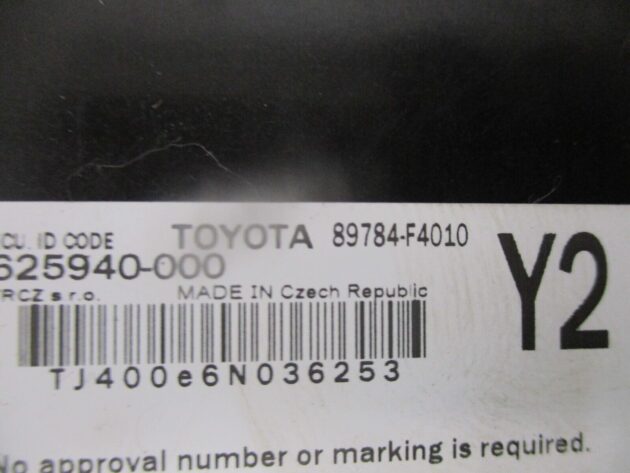 CU. ID CODE TOYOTA 89784-F4010
625940-000 Y2
TRCZ s.r.o. MADE IN Czech Republic
TJ400e6N036253
No approval number or marking is required.